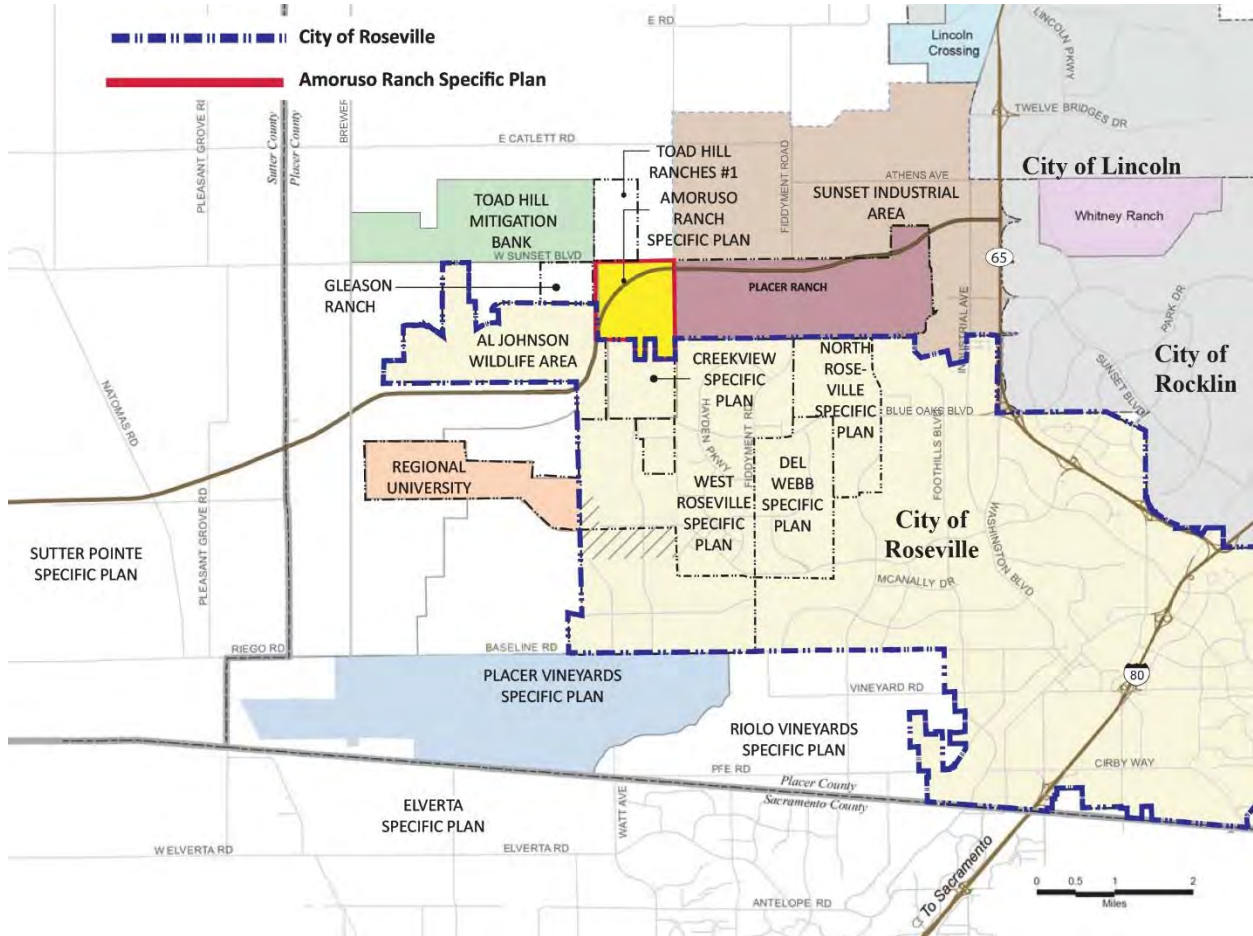 City of Roseville
Amoruso Ranch Specific Plan
E RD
Lincoln
Crossing
LINCOLN PKWY
TWELVE BRIDGES DR
PLEASANT GROVE RD
Sutter County
Placer County
BREWER
E CATLETT RD
TOAD HILL
RANCHES #1
AMORUSO
RANCH
SPECIFIC PLAN
FIDDYMENT ROAD
ATHENS AVE
SUNSET INDUSTRIAL
AREA
City of Lincoln
Whitney Ranch
TOAD HILL
MITIGATION
BANK
W SUNSET BLVD
65
GLEASON
RANCH
PLACER RANCH
INDUSTRIAL AVE
PARK DR
AL JOHNSON
WILDLIFE AREA
CREEKVIEW
SPECIFIC
PLAN
NORTH
ROSE-
VILLE
SPECIFIC
PLAN
City of
Rocklin
SUNSET BLVD
NATOMAS RD
HAYDEN PKWY
FIDDYMENT RD
BLUE OAKS BLVD
FOOTHILLS BLVD
REGIONAL
UNIVERSITY
WEST
ROSEVILLE
SPECIFIC
PLAN
DEL
WEBB
SPECIFIC
PLAN
City of
Roseville
WASHINGTON BLVD
SUTTER POINTE
SPECIFIC PLAN
PLEASANT GROVE RD
MCANALLY DR
RIEGO RD
BASELINE RD
PLACER VINEYARDS
SPECIFIC PLAN
VINEYARD RD
80
RIOLO VINEYARDS
SPECIFIC PLAN
PFE RD
CIRBY WAY
Placer County
Sacramento County
ELVERTA
SPECIFIC PLAN
WATT AVE
W ELVERTA RD
ELVERTA RD
To Sacramento
0 0.5 1 2
Miles
ANTELOPE RD